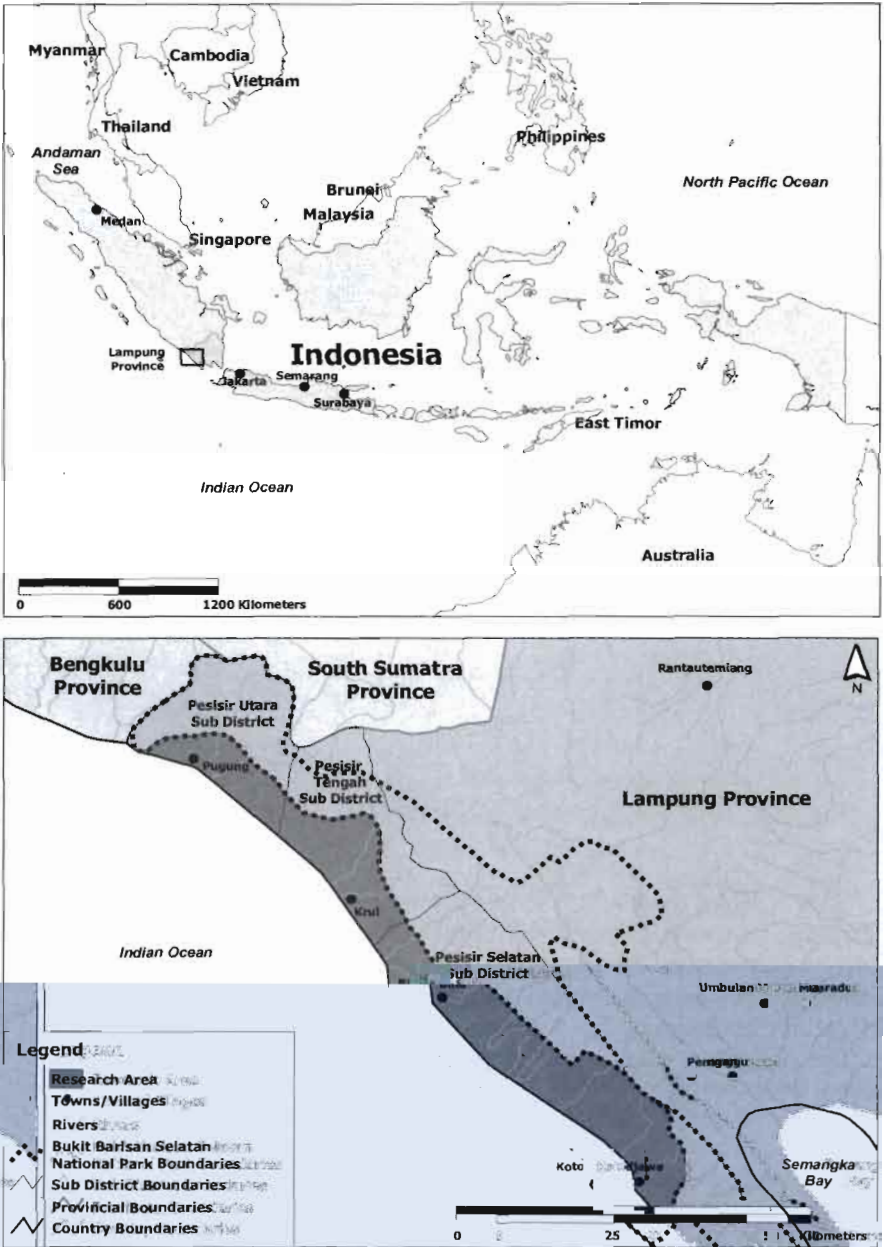 Myanmar
Cambodia
Vietnam
Thailand
Andaman
Sea
Philippines
North Pacific Ocean
Brunei
Malaysia
Medan
Singapore
Lampung
Province
Indonesia
Jakarta
Semarang
Surabaya
East Timor
Indian Ocean
Australia
0 600 1200 Kilometers
Bengkulu
Province
South Sumatra
Province
Rantautemiang
N
Pesisir Utara
Sub District
Pugung
Pesisir
Tengah
Sub District
Lampung Province
Krui
Indian Ocean
Pesisir Selatan
Sub District
Umbulan
Legend
Research Area
Towns/Villages
Rivers
Bukit Barisan Selatan
National Park Boundaries
Sub District Boundaries
Provincial Boundaries
Country Boundaries
Koto
Semangka
Bay
0 25 Kilometers